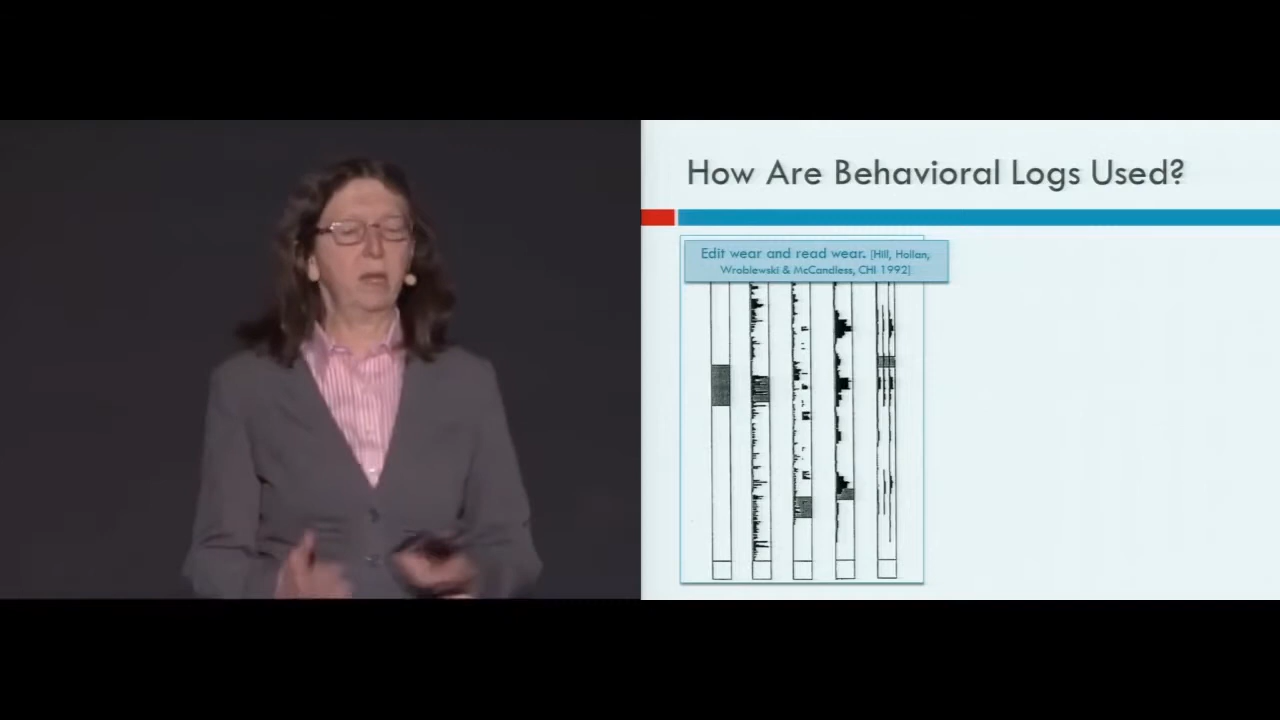 How Are Behavioral Logs Used?
Edit wear and read wear. [Hill, Hollan,
Wroblewski & McCandless, CHI 1992]